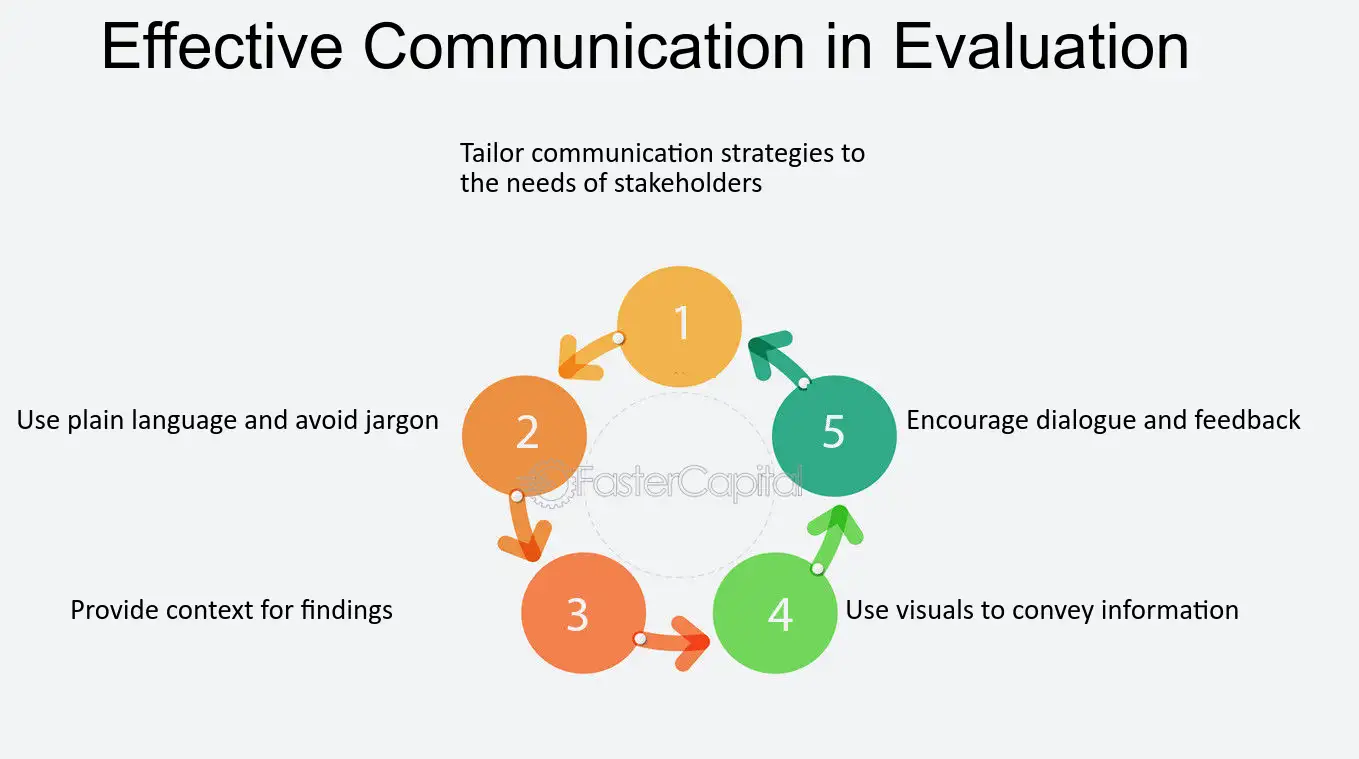 Effective Communication in Evaluation
Tailor communication strategies to
the needs of stakeholders
1
2
5
Use plain language and avoid jargon
Encourage dialogue and feedback
FasterCapital
3
4
Provide context for findings
Use visuals to convey information